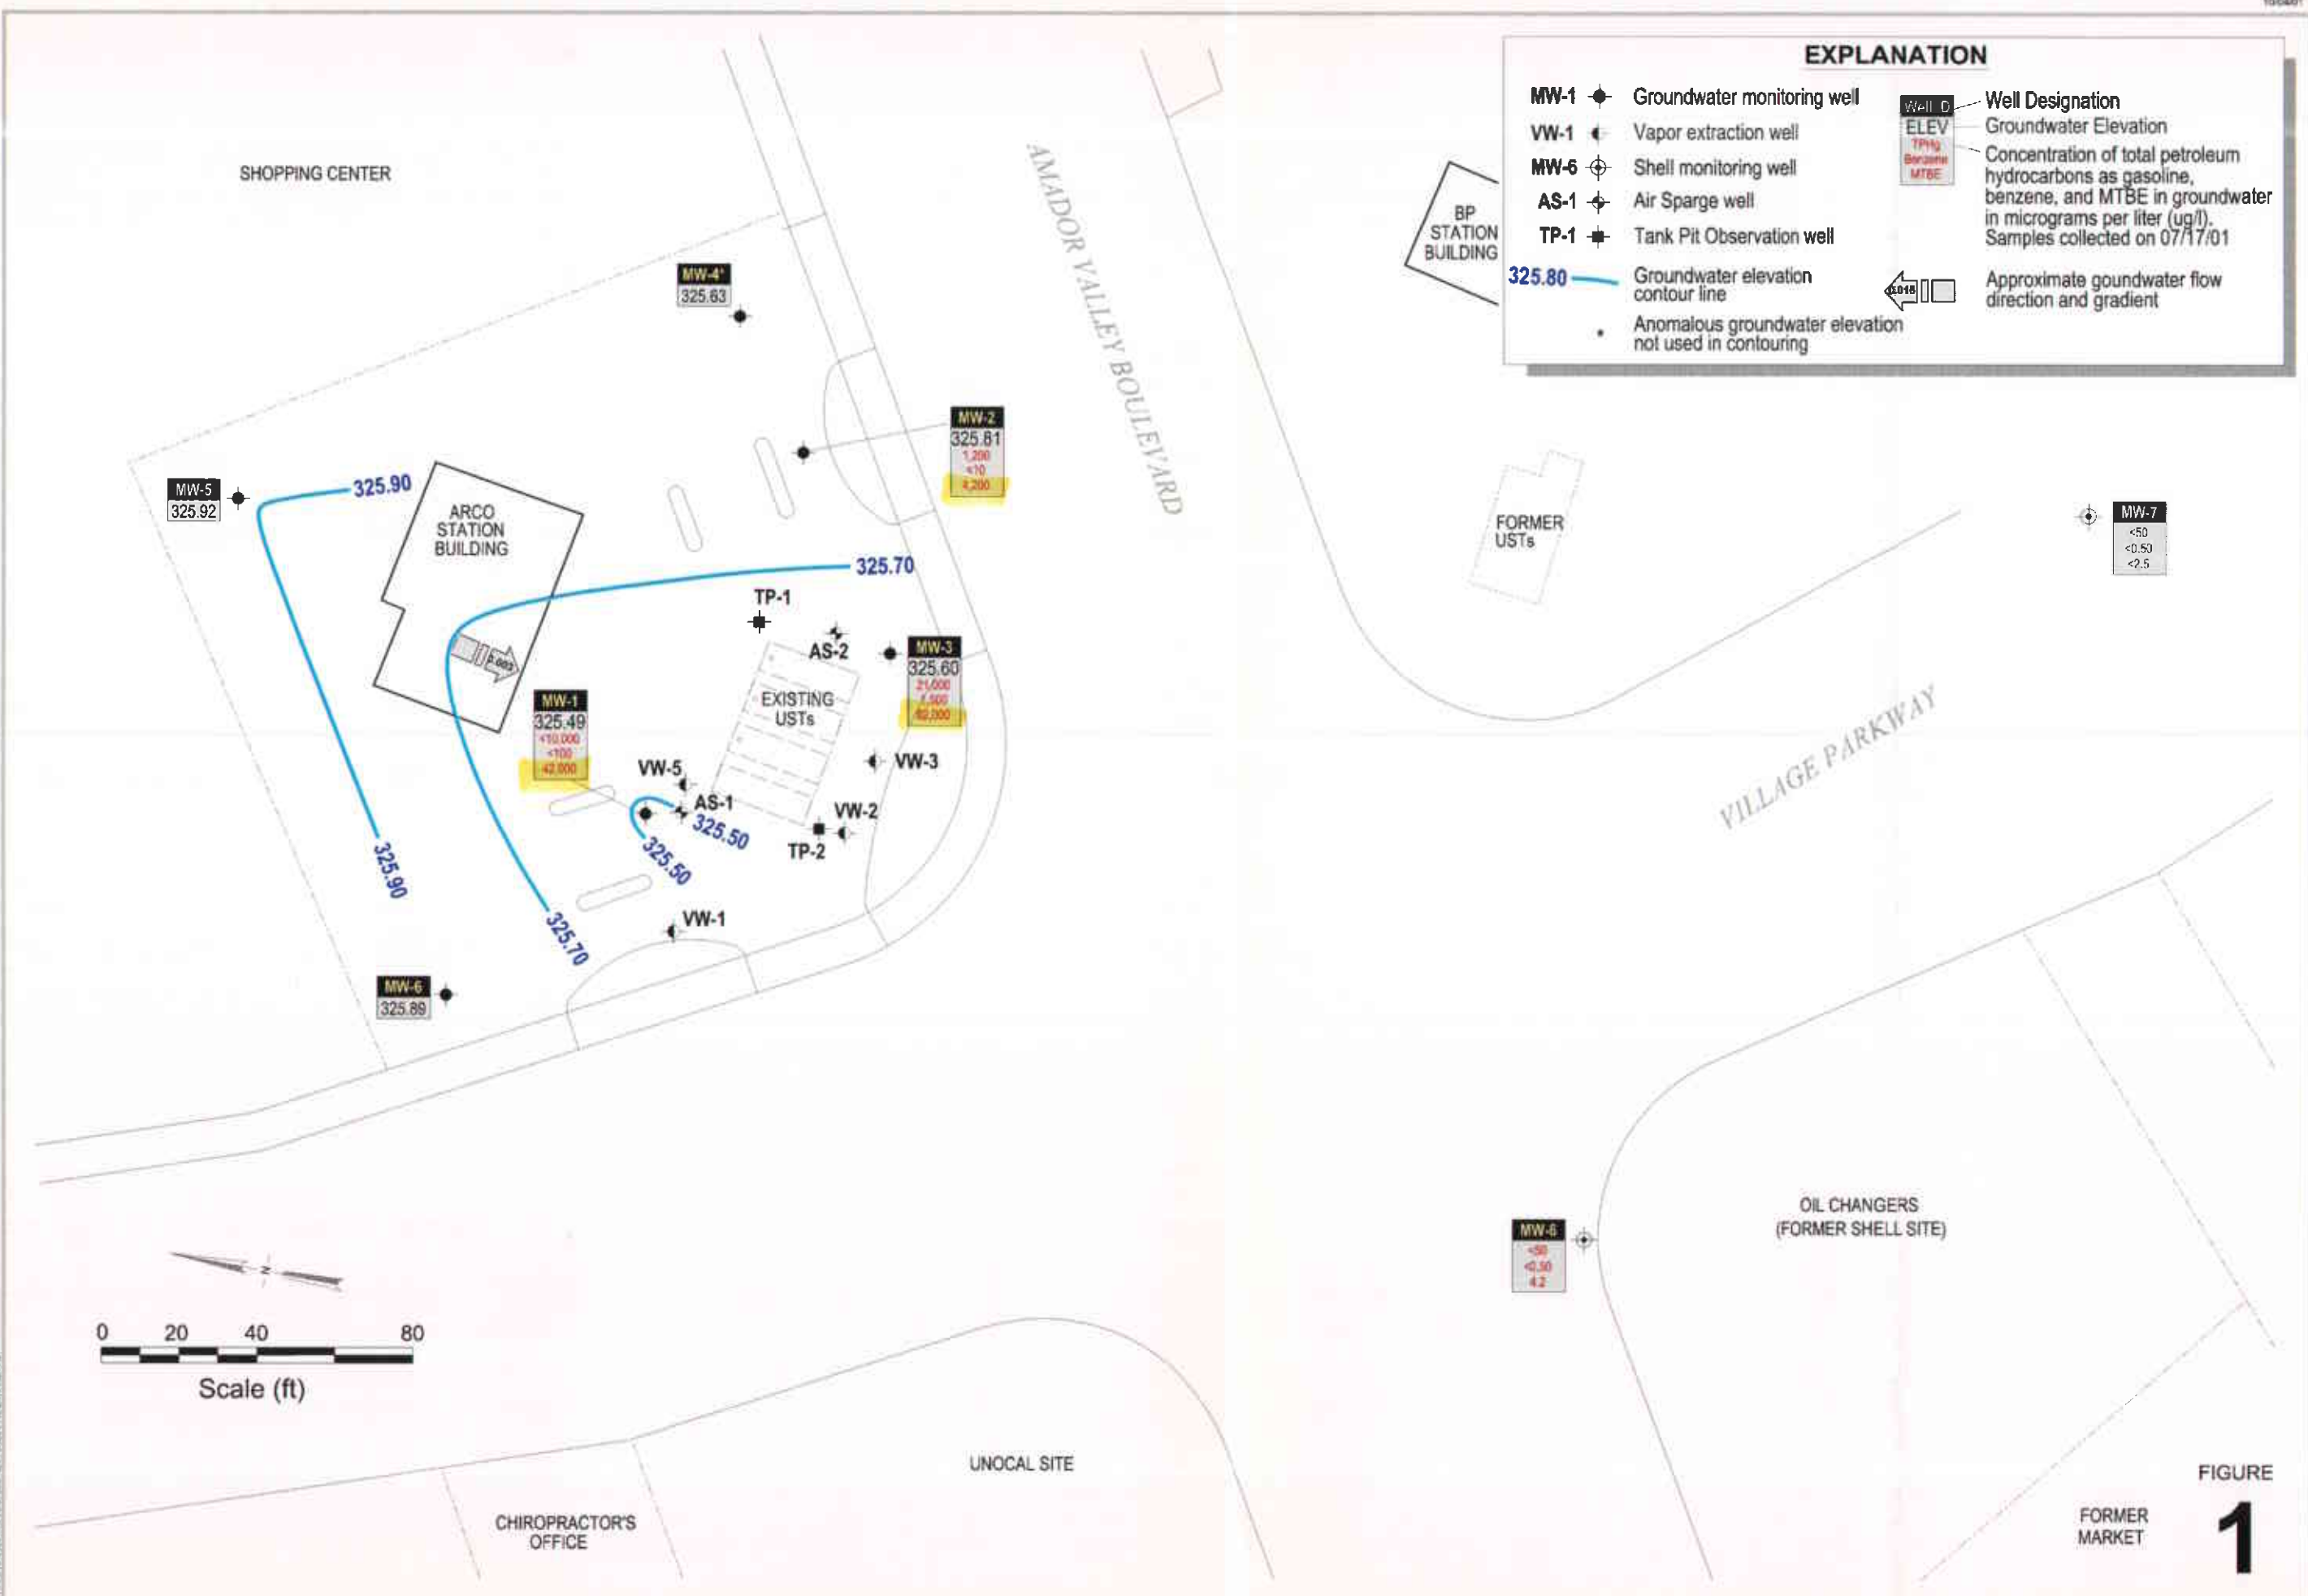 EXPLANATION
MW-1 Groundwater monitoring well
VW-1 Vapor extraction well
MW-6 Shell monitoring well
AS-1 Air Sparge well
TP-1 Tank Pit Observation well
325.80 Groundwater elevation
contour line
* Anomalous groundwater elevation
not used in contouring
Well ID
ELEV
TPHg
Benzene
MTBE
Well Designation
Groundwater Elevation
Concentration of total petroleum
hydrocarbons as gasoline,
benzene, and MTBE in groundwater
in micrograms per liter (ug/l).
Samples collected on 07/17/01
Approximate goundwater flow
direction and gradient
SHOPPING CENTER
AMADOR VALLEY BOULEVARD
BP
STATION
BUILDING
MW-4*
325.63
MW-2
325.81
1,200
<10
4,200
MW-5
325.92
325.90
ARCO
STATION
BUILDING
FORMER
USTs
MW-7
<50
<0.50
<2.5
325.70
TP-1
AS-2
MW-3
325.60
21,000
EXISTING
USTs
MW-1
325.49
<10,000
<100
42,000
VW-5
VW-3
AS-1
325.50
VW-2
TP-2
325.50
325.90
325.70
VW-1
VILLAGE PARKWAY
MW-6
325.89
OIL CHANGERS
(FORMER SHELL SITE)
MW-6
<50
<0.50
4.2
N
0 20 40 80
Scale (ft)
UNOCAL SITE
CHIROPRACTOR'S
OFFICE
FORMER
MARKET
FIGURE
1